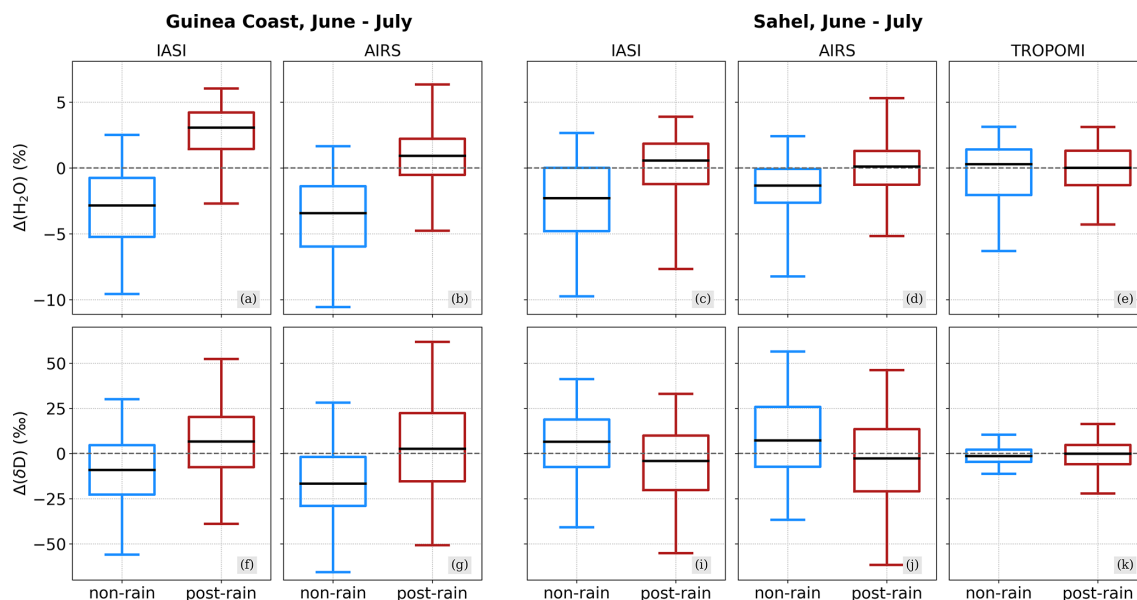 Guinea Coast, June - July
Sahel, June - July
IASI
AIRS
IASI
AIRS
TROPOMI
Δ(H₂O) (%)
5
0
−5
−10
(a)
(b)
(c)
(d)
(e)
Δ(δD) (‰)
50
25
0
−25
−50
(f)
(g)
(i)
(j)
(k)
non-rain post-rain
non-rain post-rain
non-rain post-rain
non-rain post-rain
non-rain post-rain